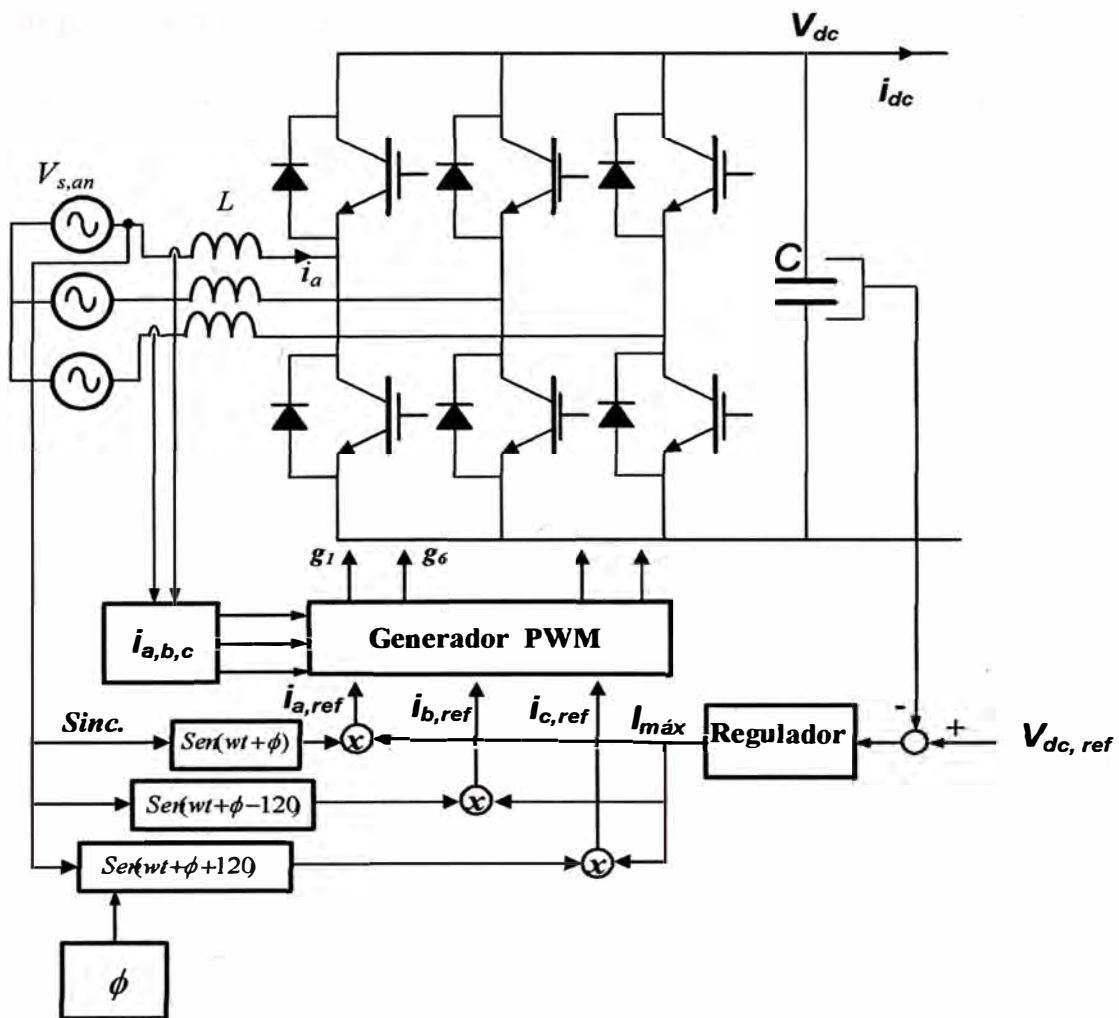 V_dc
i_dc
V_s,an
L
i_a
C
g_1
g_6
i_a,b,c
Generador PWM
i_a,ref
i_b,ref
i_c,ref
I_máx
Regulador
-
+
V_dc, ref
Sinc.
Sen(wt+ϕ)
x
Sen(wt+ϕ−120)
x
Sen(wt+ϕ+120)
x
ϕ